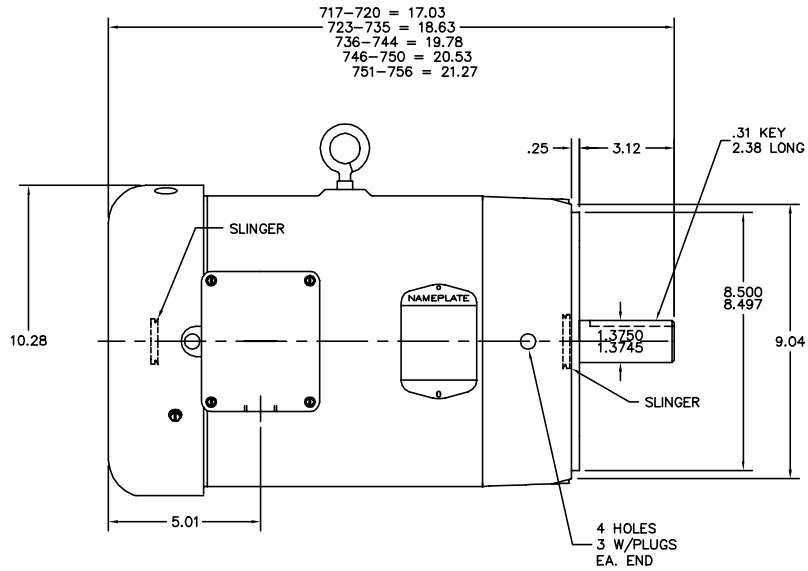 717-720 = 17.03
723-735 = 18.63
736-744 = 19.78
746-750 = 20.53
751-756 = 21.27
.31 KEY
2.38 LONG
.25
3.12
SLINGER
NAMEPLATE
8.500
8.497
10.28
1.3750
1.3745
9.04
SLINGER
5.01
4 HOLES
3 W/PLUGS
EA. END